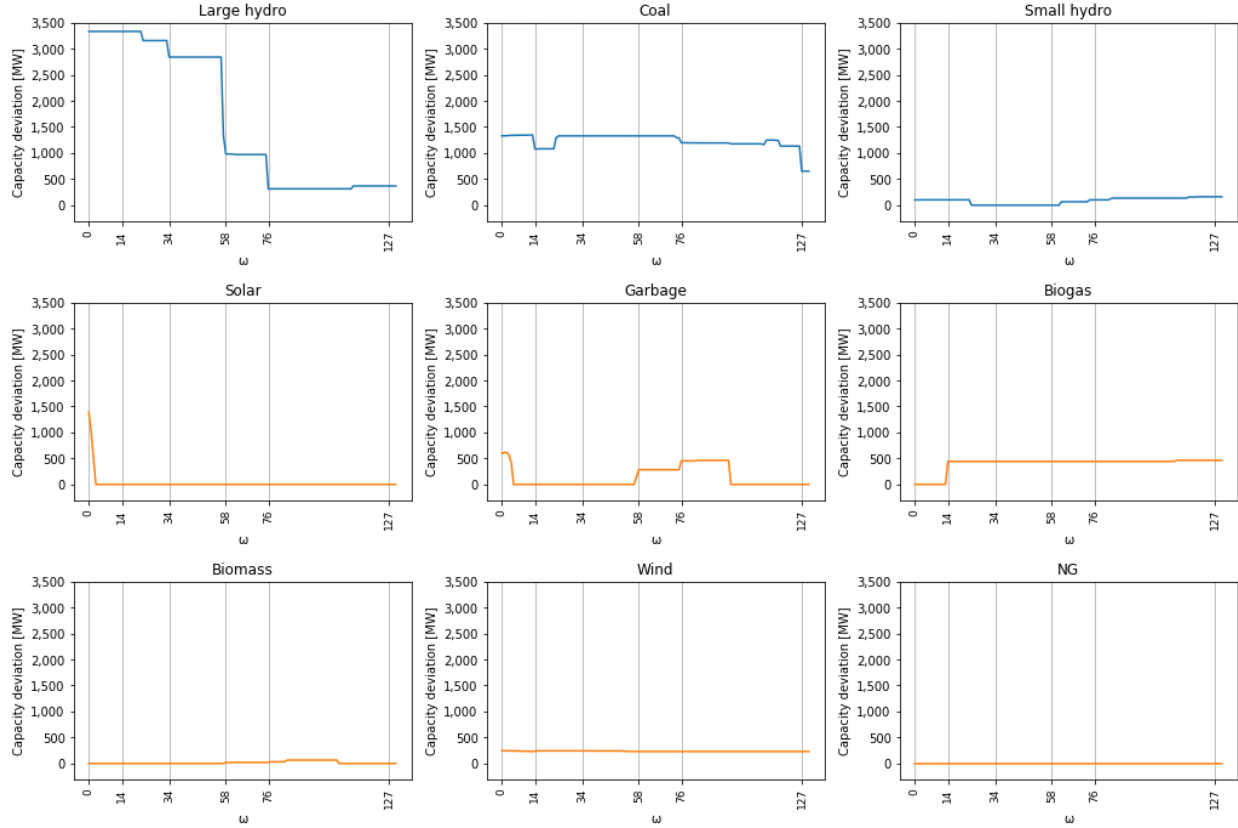 Large hydro
Capacity deviation [MW]
3,500
3,000
2,500
2,000
1,500
1,000
500
0
0 14 34 58 76 127
ω
Coal
Capacity deviation [MW]
3,500
3,000
2,500
2,000
1,500
1,000
500
0
0 14 34 58 76 127
ω
Small hydro
Capacity deviation [MW]
3,500
3,000
2,500
2,000
1,500
1,000
500
0
0 14 34 58 76 127
ω
Solar
Capacity deviation [MW]
3,500
3,000
2,500
2,000
1,500
1,000
500
0
0 14 34 58 76 127
ω
Garbage
Capacity deviation [MW]
3,500
3,000
2,500
2,000
1,500
1,000
500
0
0 14 34 58 76 127
ω
Biogas
Capacity deviation [MW]
3,500
3,000
2,500
2,000
1,500
1,000
500
0
0 14 34 58 76 127
ω
Biomass
Capacity deviation [MW]
3,500
3,000
2,500
2,000
1,500
1,000
500
0
0 14 34 58 76 127
ω
Wind
Capacity deviation [MW]
3,500
3,000
2,500
2,000
1,500
1,000
500
0
0 14 34 58 76 127
ω
NG
Capacity deviation [MW]
3,500
3,000
2,500
2,000
1,500
1,000
500
0
0 14 34 58 76 127
ω